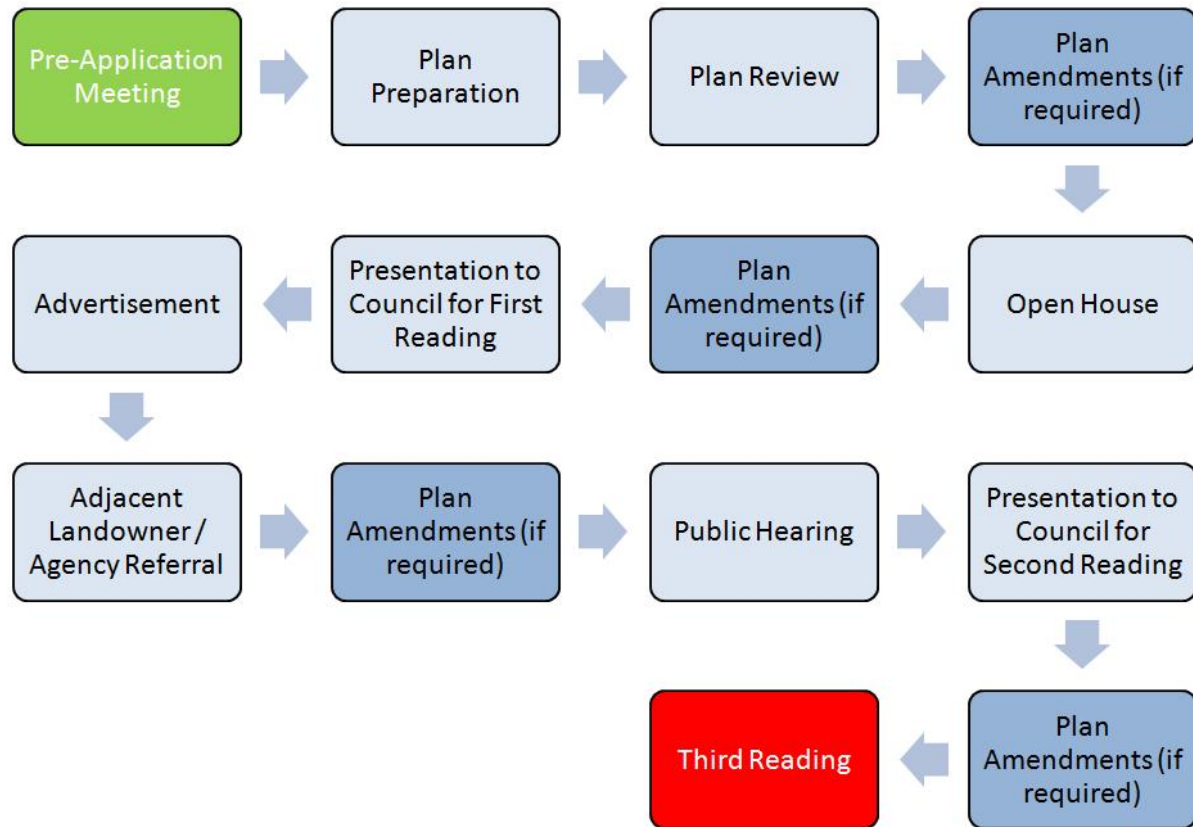 Pre-Application
Meeting
Plan
Preparation
Plan Review
Plan
Amendments (if
required)
Open House
Plan
Amendments (if
required)
Presentation to
Council for First
Reading
Advertisement
Adjacent
Landowner /
Agency Referral
Plan
Amendments (if
required)
Public Hearing
Presentation to
Council for
Second Reading
Plan
Amendments (if
required)
Third Reading